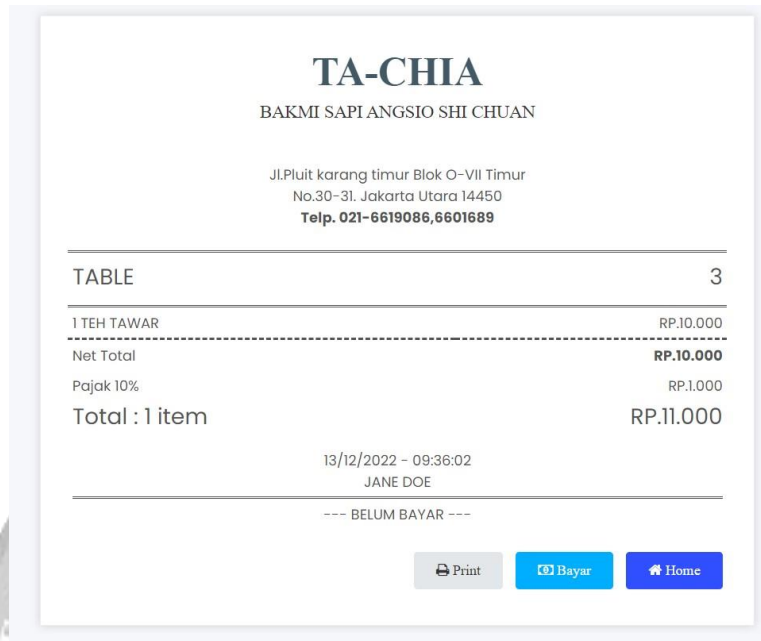 TA-CHIA
BAKMI SAPI ANGSIO SHI CHUAN
Jl.Pluit karang timur Blok O-VII Timur
No.30-31. Jakarta Utara 14450
Telp. 021-6619086,6601689
TABLE 3
1 TEH TAWAR RP.10.000
Net Total RP.10.000
Pajak 10% RP.1.000
Total : 1 item RP.11.000
13/12/2022 - 09:36:02
JANE DOE
--- BELUM BAYAR ---
Print Bayar Home